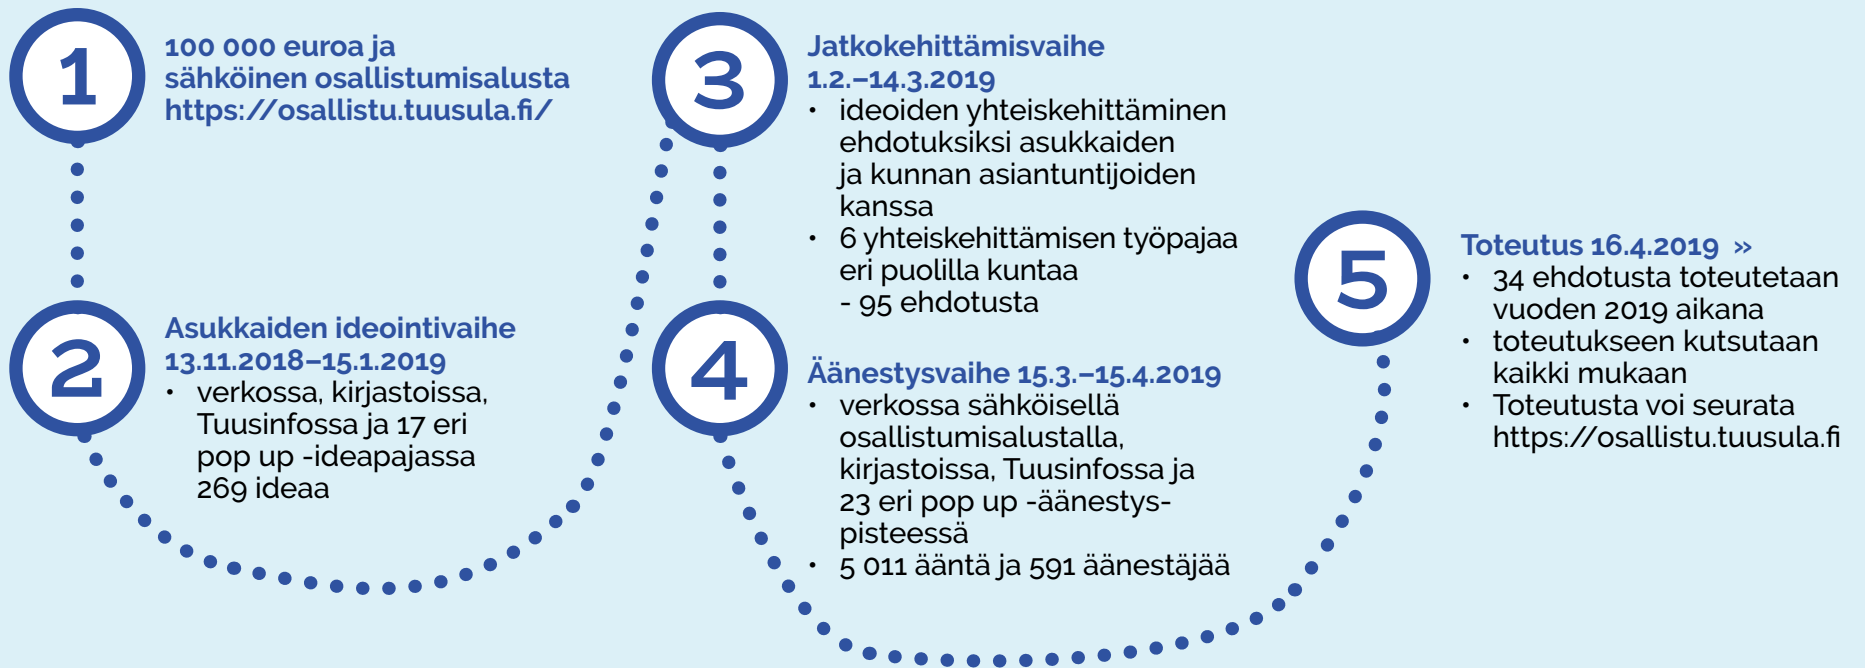 1
100 000 euroa ja
sähköinen osallistumisalusta
https://osallistu.tuusula.fi/
2
Asukkaiden ideointivaihe
13.11.2018–15.1.2019
• verkossa, kirjastoissa,
Tuusinfossa ja 17 eri
pop up -ideapajassa
269 ideaa
3
Jatkokehittämisvaihe
1.2.–14.3.2019
• ideoiden yhteiskehittäminen
ehdotuksiksi asukkaiden
ja kunnan asiantuntijoiden
kanssa
• 6 yhteiskehittämisen työpajaa
eri puolilla kuntaa
- 95 ehdotusta
4
Äänestysvaihe 15.3.–15.4.2019
• verkossa sähköisellä
osallistumisalustalla,
kirjastoissa, Tuusinfossa ja
23 eri pop up -äänestys-
pisteessä
• 5 011 ääntä ja 591 äänestäjää
5
Toteutus 16.4.2019 »
• 34 ehdotusta toteutetaan
vuoden 2019 aikana
• toteutukseen kutsutaan
kaikki mukaan
• Toteutusta voi seurata
https://osallistu.tuusula.fi